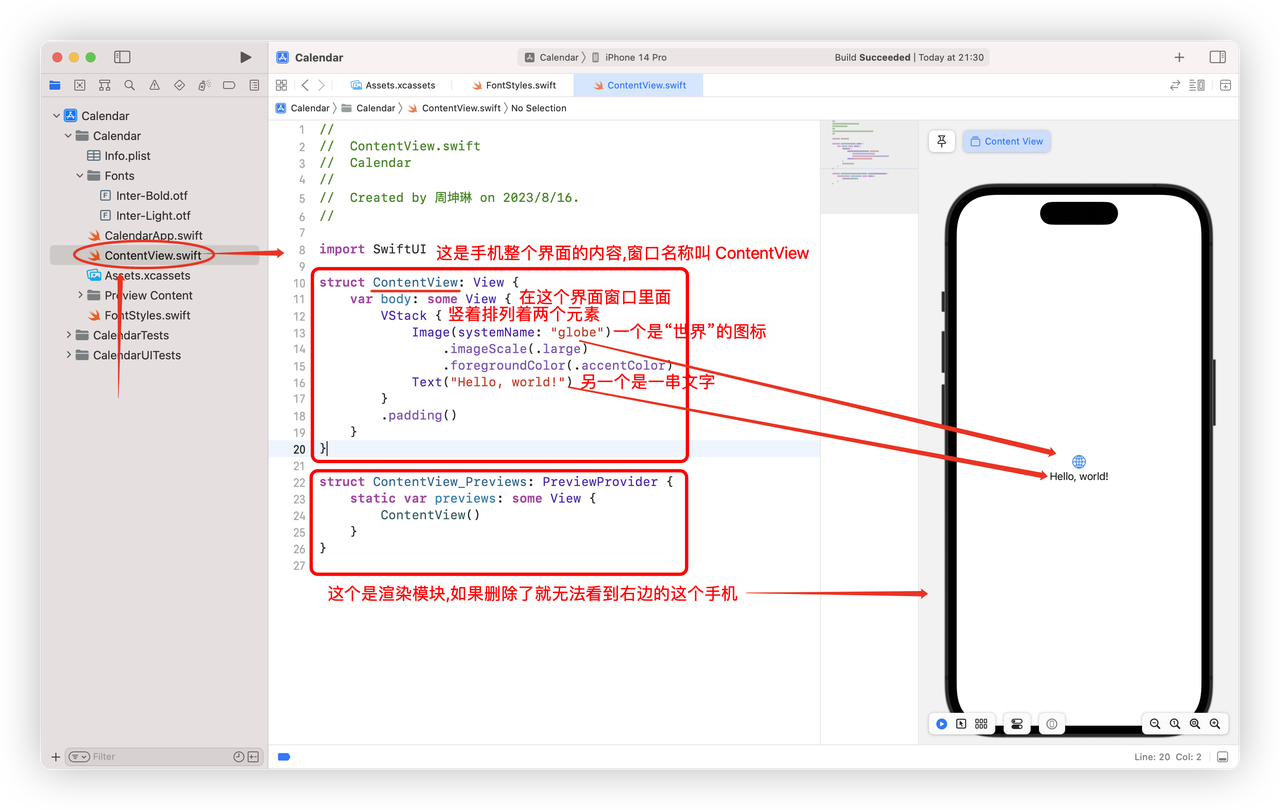 Calendar
Calendar 〉 iPhone 14 Pro
Build Succeeded | Today at 21:30
Assets.xcassets
FontStyles.swift
ContentView.swift
Calendar 〉 Calendar 〉 ContentView.swift 〉 No Selection
Calendar
Calendar
Info.plist
Fonts
Inter-Bold.otf
Inter-Light.otf
CalendarApp.swift
ContentView.swift
Assets.xcassets
Preview Content
FontStyles.swift
CalendarTests
CalendarUITests
Filter
1 //
2 //  ContentView.swift
3 //  Calendar
4 //
5 //  Created by 周坤琳 on 2023/8/16.
6 //
7
8 import SwiftUI 这是手机整个界面的内容,窗口名称叫 ContentView
9
10 struct ContentView: View {
11     var body: some View { 在这个界面窗口里面
12         VStack { 竖着排列着两个元素
13             Image(systemName: "globe") 一个是“世界”的图标
14                 .imageScale(.large)
15                 .foregroundColor(.accentColor)
16             Text("Hello, world!") 另一个是一串文字
17         }
18         .padding()
19     }
20 }
21
22 struct ContentView_Previews: PreviewProvider {
23     static var previews: some View {
24         ContentView()
25     }
26 }
27
这个是渲染模块,如果删除了就无法看到右边的这个手机
Content View
Hello, world!
Line: 20 Col: 2